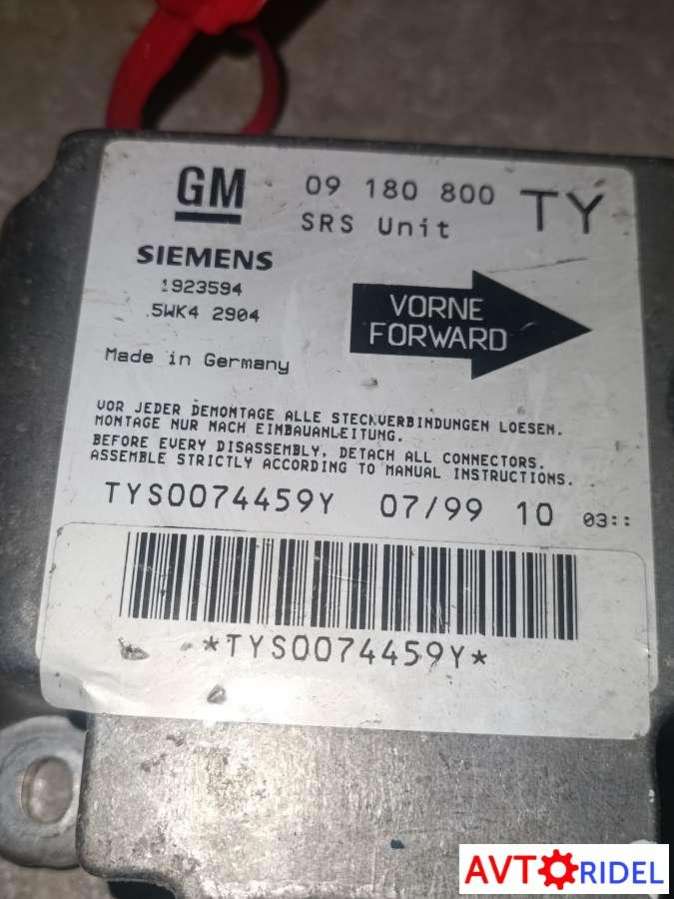 GM 09 180 800 TY
SRS Unit
SIEMENS
1923594
5WK4 2904
VORNE
FORWARD
Made in Germany
VOR JEDER DEMONTAGE ALLE STECKVERBINDUNGEN LOESEN.
MONTAGE NUR NACH EINBAUANLEITUNG.
BEFORE EVERY DISASSEMBLY, DETACH ALL CONNECTORS.
ASSEMBLE STRICTLY ACCORDING TO MANUAL INSTRUCTIONS.
TYS0074459Y 07/99 10 03::
*TYS0074459Y*
AVTORIDEL